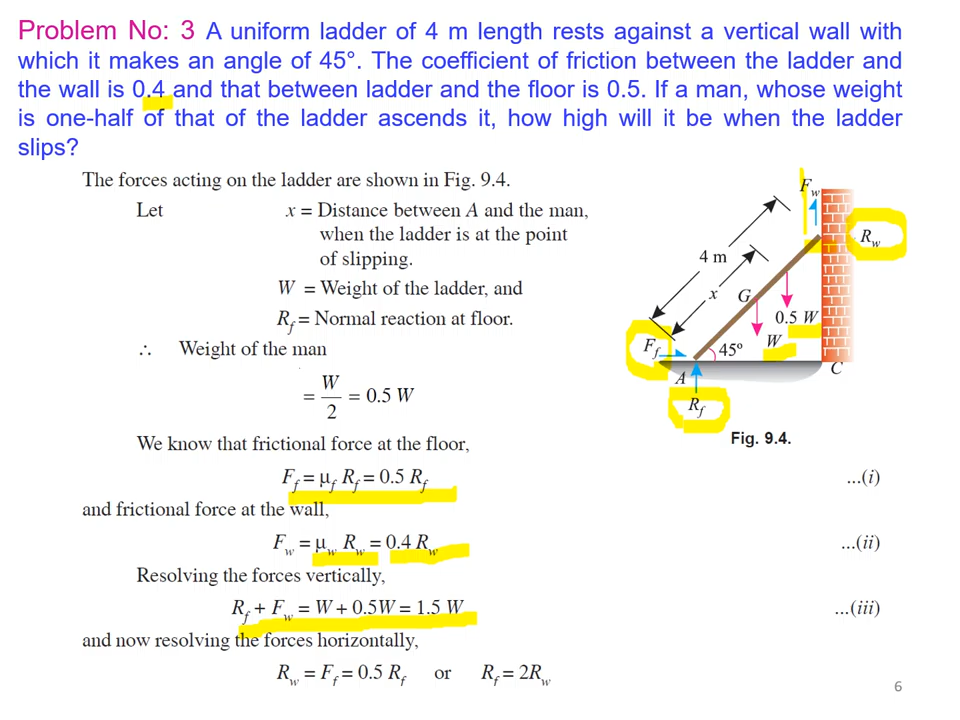 Problem No: 3 A uniform ladder of 4 m length rests against a vertical wall with
which it makes an angle of 45°. The coefficient of friction between the ladder and
the wall is 0.4 and that between ladder and the floor is 0.5. If a man, whose weight
is one-half of that of the ladder ascends it, how high will it be when the ladder
slips?
The forces acting on the ladder are shown in Fig. 9.4.
Let x = Distance between A and the man,
when the ladder is at the point
of slipping.
W = Weight of the ladder, and
R_f = Normal reaction at floor.
∴ Weight of the man
= W/2 = 0.5 W
We know that frictional force at the floor,
F_f = μ_f R_f = 0.5 R_f ...(i)
and frictional force at the wall,
F_w = μ_w R_w = 0.4 R_w ...(ii)
Resolving the forces vertically,
R_f + F_w = W + 0.5W = 1.5 W ...(iii)
and now resolving the forces horizontally,
R_w = F_f = 0.5 R_f or R_f = 2R_w
F_w
R_w
4 m
x
G
0.5 W
W
F_f
45º
A
C
R_f
Fig. 9.4.
6